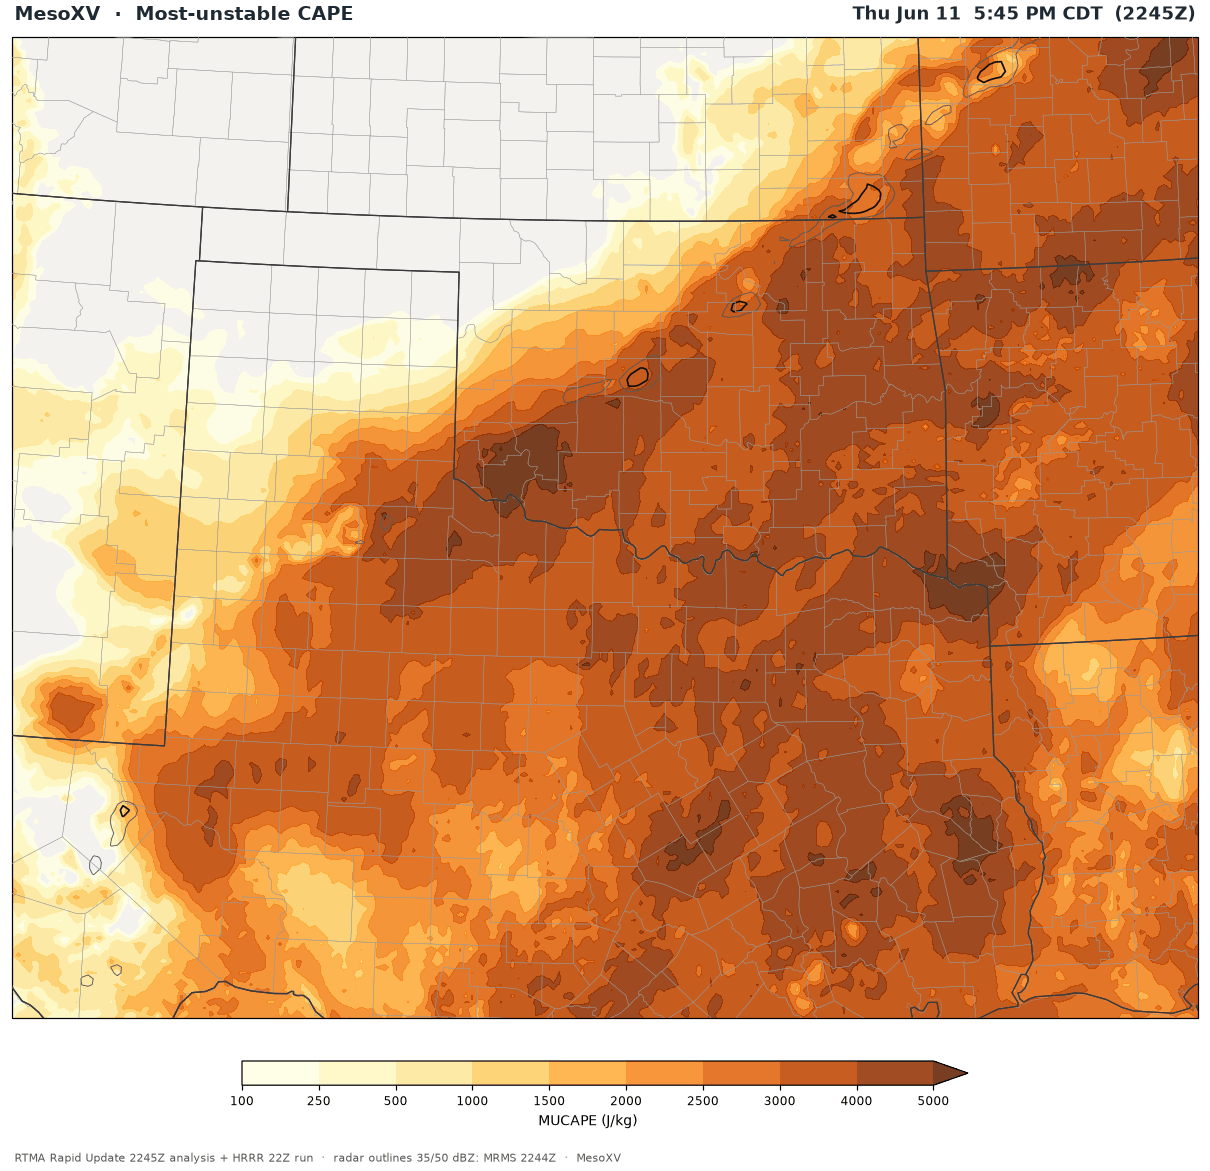 MesoXV · Most-unstable CAPE
Thu Jun 11 5:45 PM CDT (2245Z)
100 250 500 1000 1500 2000 2500 3000 4000 5000
MUCAPE (J/kg)
RTMA Rapid Update 2245Z analysis + HRRR 22Z run · radar outlines 35/50 dBZ: MRMS 2244Z · MesoXV